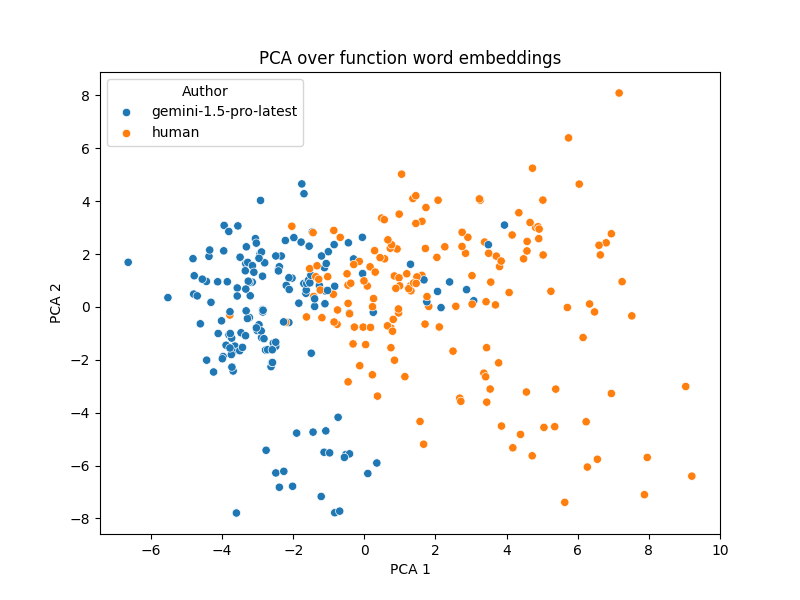 PCA over function word embeddings
Author
gemini-1.5-pro-latest
human
8
6
4
2
0
−2
−4
−6
−8
PCA 2
−6 −4 −2 0 2 4 6 8 10
PCA 1